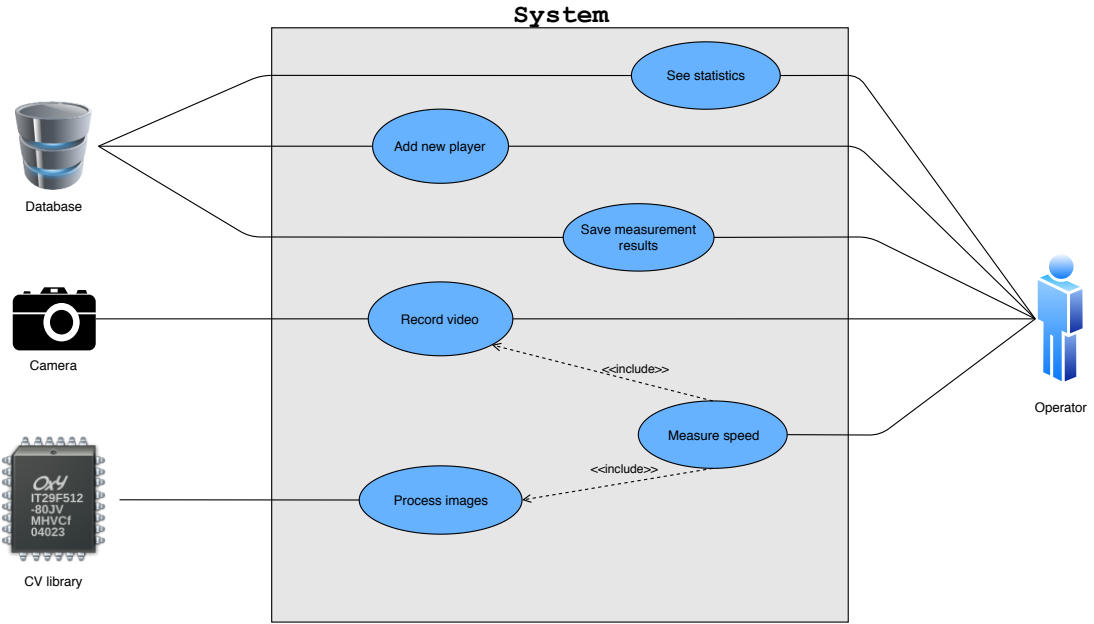 System
See statistics
Add new player
Database
Save measurement
results
Record video
Camera
<<include>>
Operator
Measure speed
<<include>>
Oxy
IT29F512
-80JV
MHVCf
04023
Process images
CV library